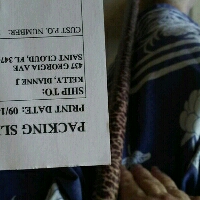 PACKING SL
PRINT DATE: 09/1
SHIP TO:
KELLY, DIANNE J
437 GEORGIA AVE
SAINT CLOUD, FL 347
CUST P.O. NUMBER: